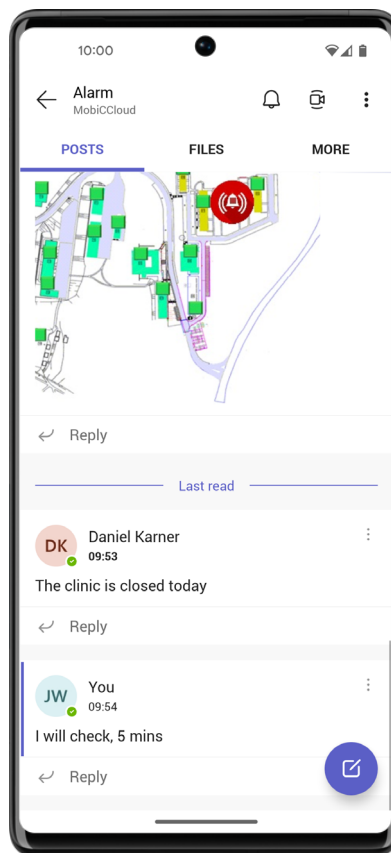 10:00
Alarm
MobiCCloud
POSTS FILES MORE
Reply
Last read
DK Daniel Karner
09:53
The clinic is closed today
Reply
JW You
09:54
I will check, 5 mins
Reply